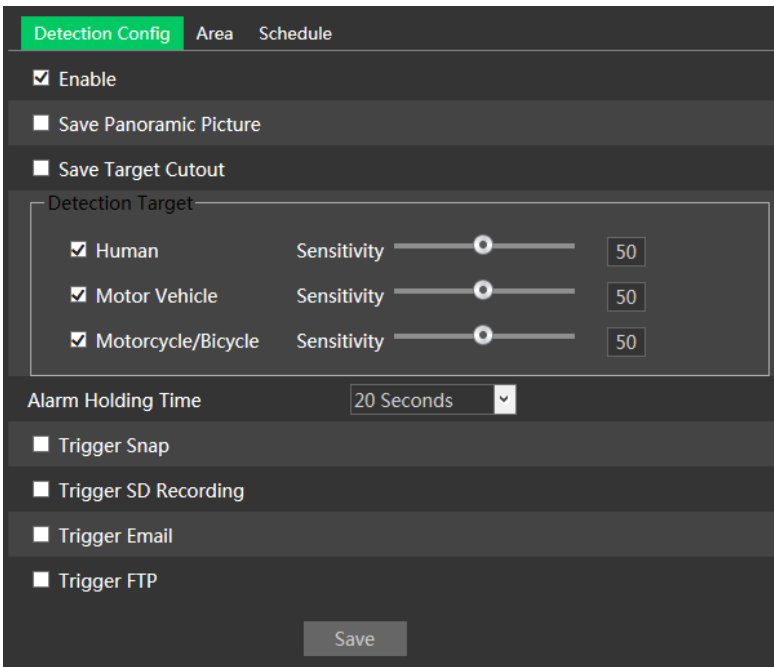 Detection Config Area Schedule
Enable
Save Panoramic Picture
Save Target Cutout
Detection Target
Human Sensitivity 50
Motor Vehicle Sensitivity 50
Motorcycle/Bicycle Sensitivity 50
Alarm Holding Time 20 Seconds
Trigger Snap
Trigger SD Recording
Trigger Email
Trigger FTP
Save